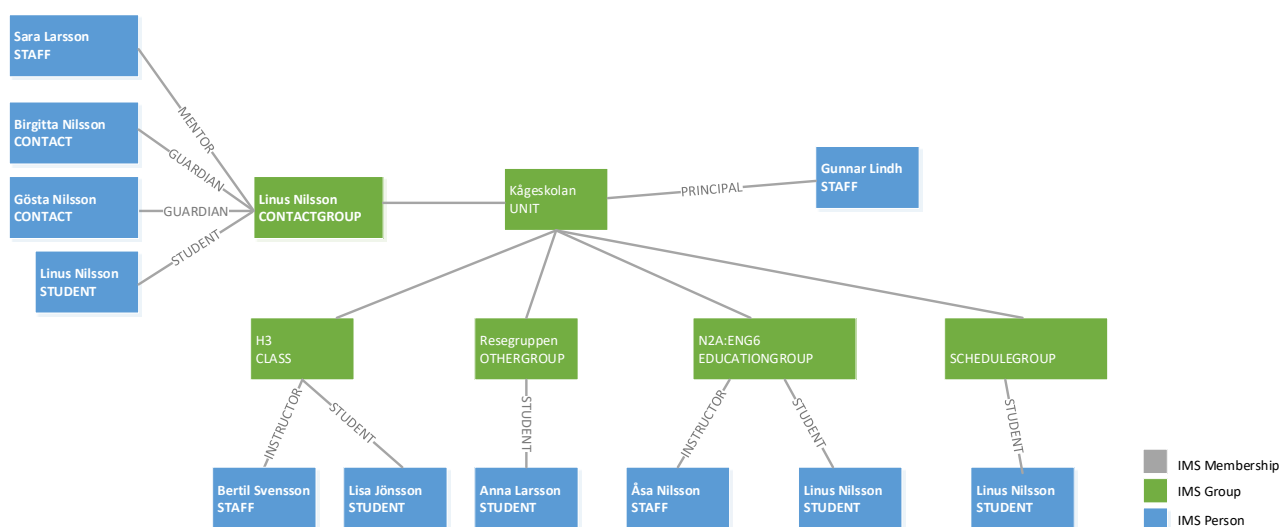 Sara Larsson
STAFF
MENTOR
Birgitta Nilsson
CONTACT
GUARDIAN
Gösta Nilsson
CONTACT
GUARDIAN
Linus Nilsson
STUDENT
STUDENT
Linus Nilsson
CONTACTGROUP
Kågeskolan
UNIT
PRINCIPAL
Gunnar Lindh
STAFF
H3
CLASS
Resegruppen
OTHERGROUP
N2A:ENG6
EDUCATIONGROUP
SCHEDULEGROUP
INSTRUCTOR
STUDENT
STUDENT
INSTRUCTOR
STUDENT
STUDENT
Bertil Svensson
STAFF
Lisa Jönsson
STUDENT
Anna Larsson
STUDENT
Åsa Nilsson
STAFF
Linus Nilsson
STUDENT
Linus Nilsson
STUDENT
IMS Membership
IMS Group
IMS Person